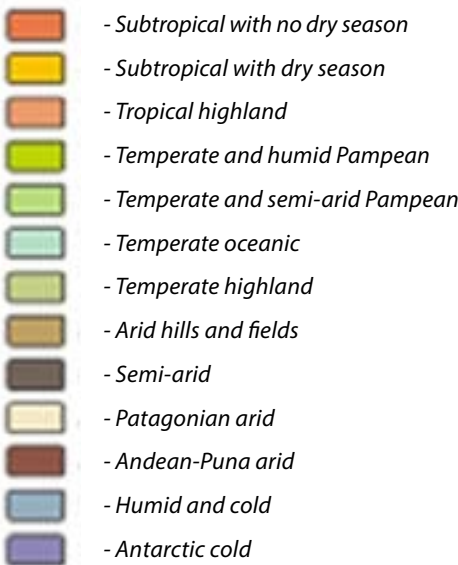 - Subtropical with no dry season
- Subtropical with dry season
- Tropical highland
- Temperate and humid Pampean
- Temperate and semi-arid Pampean
- Temperate oceanic
- Temperate highland
- Arid hills and fields
- Semi-arid
- Patagonian arid
- Andean-Puna arid
- Humid and cold
- Antarctic cold